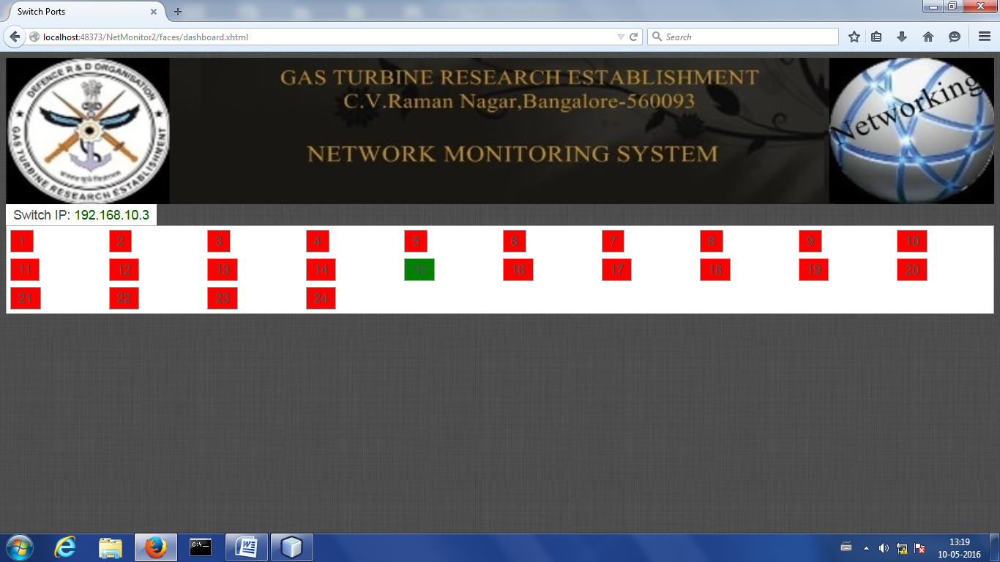 Switch Ports
localhost:48373/NetMonitor2/faces/dashboard.xhtml
Search
DEFENCE R & D ORGANISATION
GAS TURBINE RESEARCH ESTABLISHMENT
GAS TURBINE RESEARCH ESTABLISHMENT
C.V.Raman Nagar,Bangalore-560093
NETWORK MONITORING SYSTEM
Networking
Switch IP: 192.168.10.3
1 2 3 4 5 6 7 8 9 10
11 12 13 14 15 16 17 18 19 20
21 22 23 24
C:\_
13:19
10-05-2016